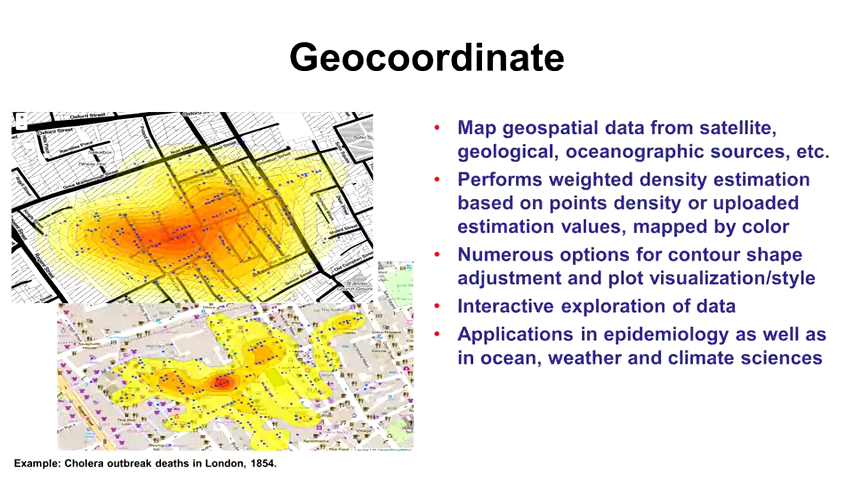 Geocoordinate
Oxford Street
Oxford Street
• Map geospatial data from satellite,
geological, oceanographic sources, etc.
• Performs weighted density estimation
based on points density or uploaded
estimation values, mapped by color
• Numerous options for contour shape
adjustment and plot visualization/style
• Interactive exploration of data
• Applications in epidemiology as well as
in ocean, weather and climate sciences
Example: Cholera outbreak deaths in London, 1854.